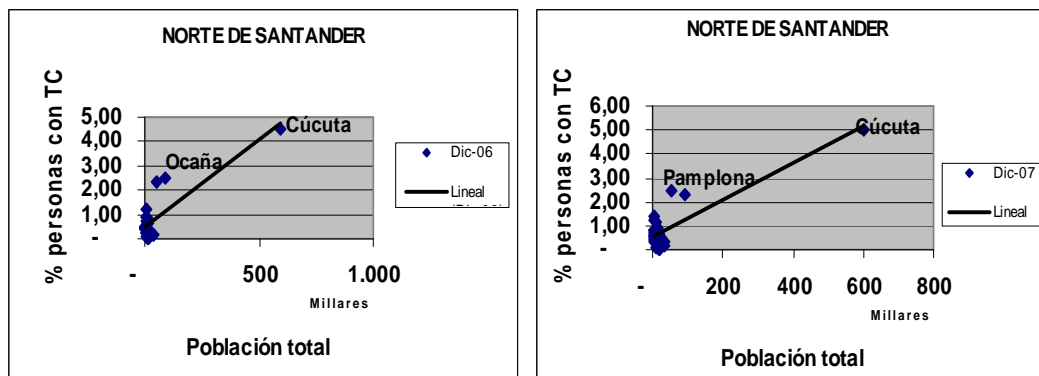 NORTE DE SANTANDER
% personas con TC
5,00
4,00
3,00
2,00
1,00
-
Cúcuta
Ocaña
- 500 1.000
Millares
Población total
Dic-06
Lineal
NORTE DE SANTANDER
% personas con TC
6,00
5,00
4,00
3,00
2,00
1,00
-
Cúcuta
Pamplona
- 200 400 600 800
Millares
Población total
Dic-07
Lineal